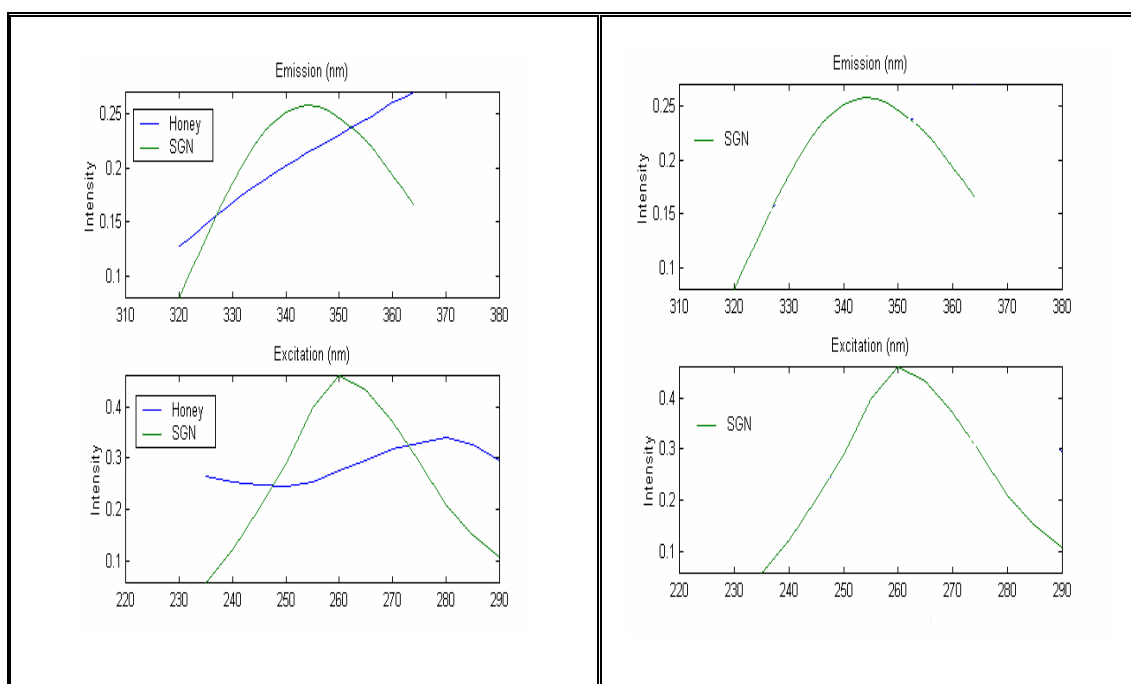 Emission (nm)
Intensity
0.25
0.2
0.15
0.1
Honey
SGN
310 320 330 340 350 360 370 380
Excitation (nm)
Intensity
0.4
0.3
0.2
0.1
Honey
SGN
220 230 240 250 260 270 280 290
Emission (nm)
Intensity
0.25
0.2
0.15
0.1
SGN
310 320 330 340 350 360 370 380
Excitation (nm)
Intensity
0.4
0.3
0.2
0.1
SGN
220 230 240 250 260 270 280 290